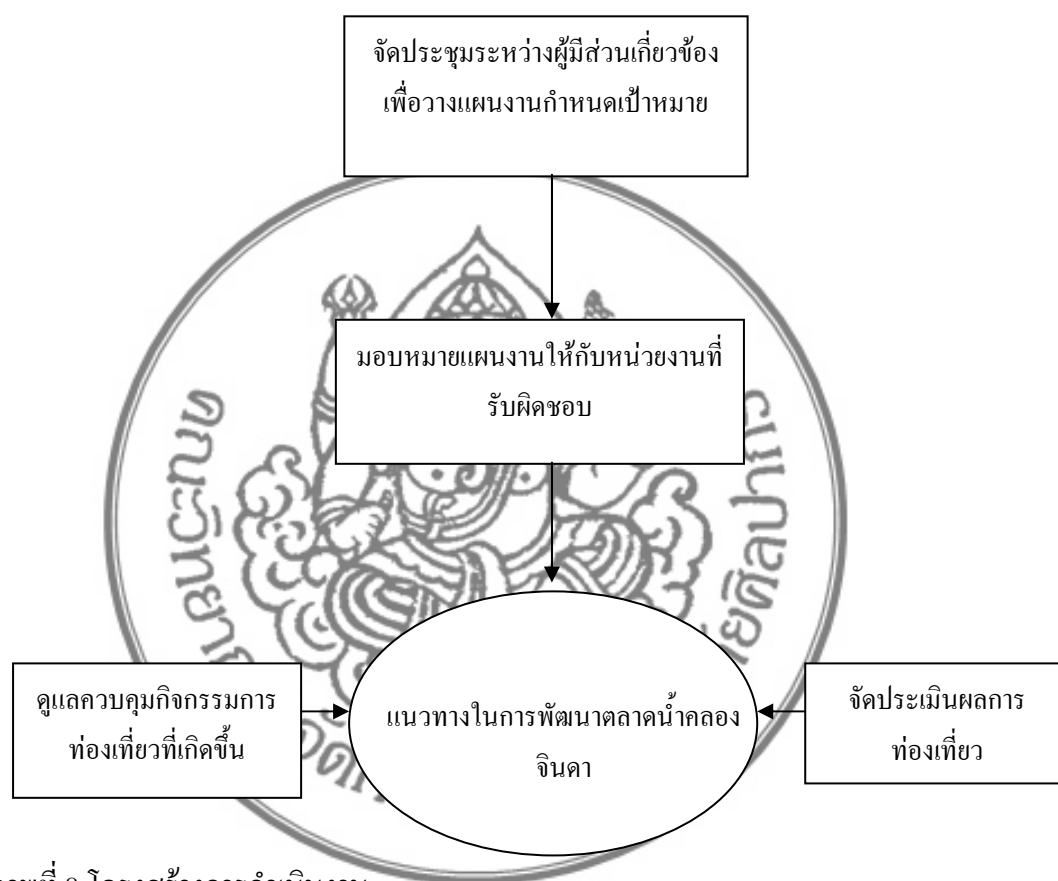 จัดประชุมระหว่างผู้มีส่วนเกี่ยวข้อง
เพื่อวางแผนงานกำหนดเป้าหมาย
มอบหมายแผนงานให้กับหน่วยงานที่
รับผิดชอบ
ดูแลควบคุมกิจกรรมการ
ท่องเที่ยวที่เกิดขึ้น
แนวทางในการพัฒนาตลาดน้ำคลอง
จินดา
จัดประเมินผลการ
ท่องเที่ยว